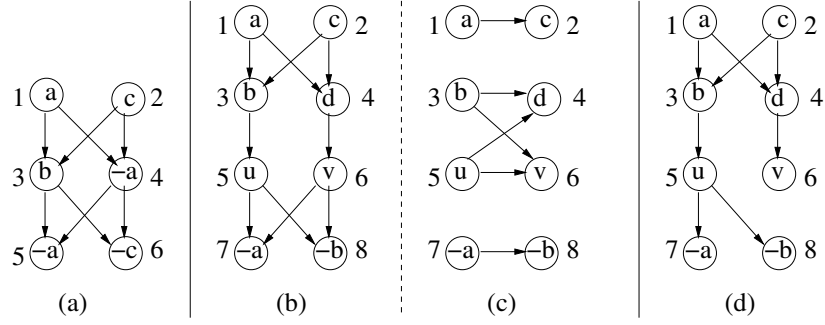 1 a c 2
3 b −a 4
5 −a −c 6
(a)
1 a c 2
3 b d 4
5 u v 6
7 −a −b 8
(b)
1 a c 2
3 b d 4
5 u v 6
7 −a −b 8
(c)
1 a c 2
3 b d 4
5 u v 6
7 −a −b 8
(d)